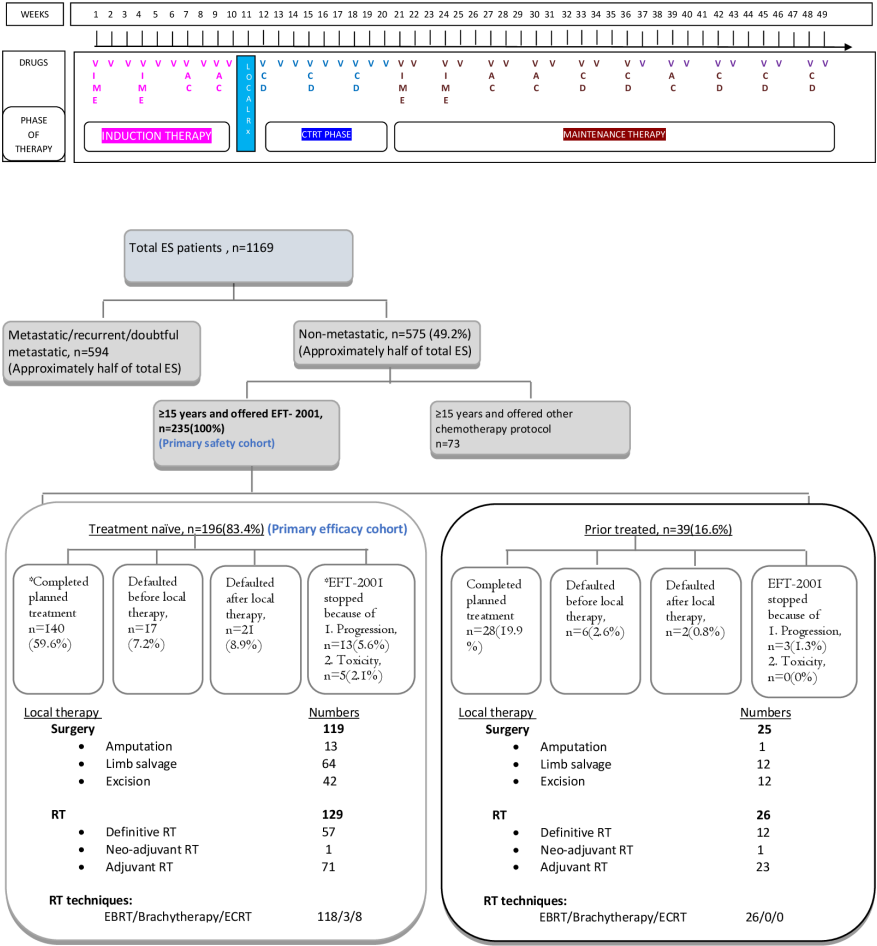 WEEKS 1 2 3 4 5 6 7 8 9 10 11 12 13 14 15 16 17 18 19 20 21 22 23 24 25 26 27 28 29 30 31 32 33 34 35 36 37 38 39 40 41 42 43 44 45 46 47 48 49
DRUGS V V V V V V V V V V V V V V V V V V V V V V V V V V V V V V V V V V V V V V V
I I A A C C C I I A A C C A C C C
M M C C D D D M M C C D D C D D D
E E E E
LOCALRx
PHASE
OF
THERAPY
INDUCTION THERAPY
CTRT PHASE
MAINTENANCE THERAPY
Total ES patients , n=1169
Metastatic/recurrent/doubtful
metastatic, n=594
(Approximately half of total ES)
Non-metastatic, n=575 (49.2%)
(Approximately half of total ES)
≥15 years and offered EFT- 2001,
n=235(100%)
(Primary safety cohort)
≥15 years and offered other
chemotherapy protocol
n=73
Treatment naïve, n=196(83.4%) (Primary efficacy cohort)
*Completed
planned
treatment
n=140
(59.6%)
Defaulted
before local
therapy,
n=17
(7.2%)
Defaulted
after local
therapy,
n=21
(8.9%)
*EFT-2001
stopped
because of
1. Progression,
n=13(5.6%)
2. Toxicity,
n=5(2.1%)
Local therapy Numbers
Surgery 119
• Amputation 13
• Limb salvage 64
• Excision 42
RT 129
• Definitive RT 57
• Neo-adjuvant RT 1
• Adjuvant RT 71
RT techniques:
EBRT/Brachytherapy/ECRT 118/3/8
Prior treated, n=39(16.6%)
Completed
planned
treatment
n=28(19.9
%)
Defaulted
before local
therapy,
n=6(2.6%)
Defaulted after
local therapy,
n=2(0.8%)
EFT-2001
stopped
because of
1. Progression,
n=3(1.3%)
2. Toxicity,
n=0(0%)
Local therapy Numbers
Surgery 25
• Amputation 1
• Limb salvage 12
• Excision 12
RT 26
• Definitive RT 12
• Neo-adjuvant RT 1
• Adjuvant RT 23
RT techniques:
EBRT/Brachytherapy/ECRT 26/0/0